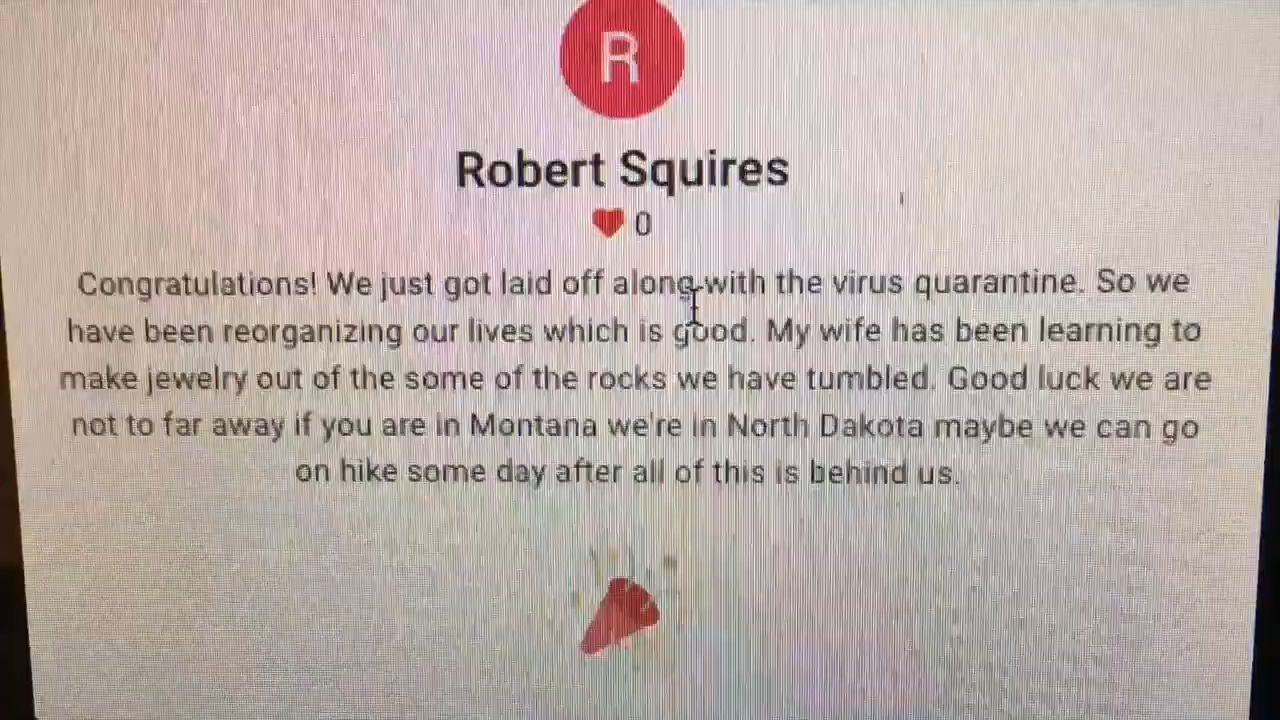 R
Robert Squires
0
Congratulations! We just got laid off along with the virus quarantine. So we
have been reorganizing our lives which is good. My wife has been learning to
make jewelry out of the some of the rocks we have tumbled. Good luck we are
not to far away if you are in Montana we're in North Dakota maybe we can go
on hike some day after all of this is behind us.